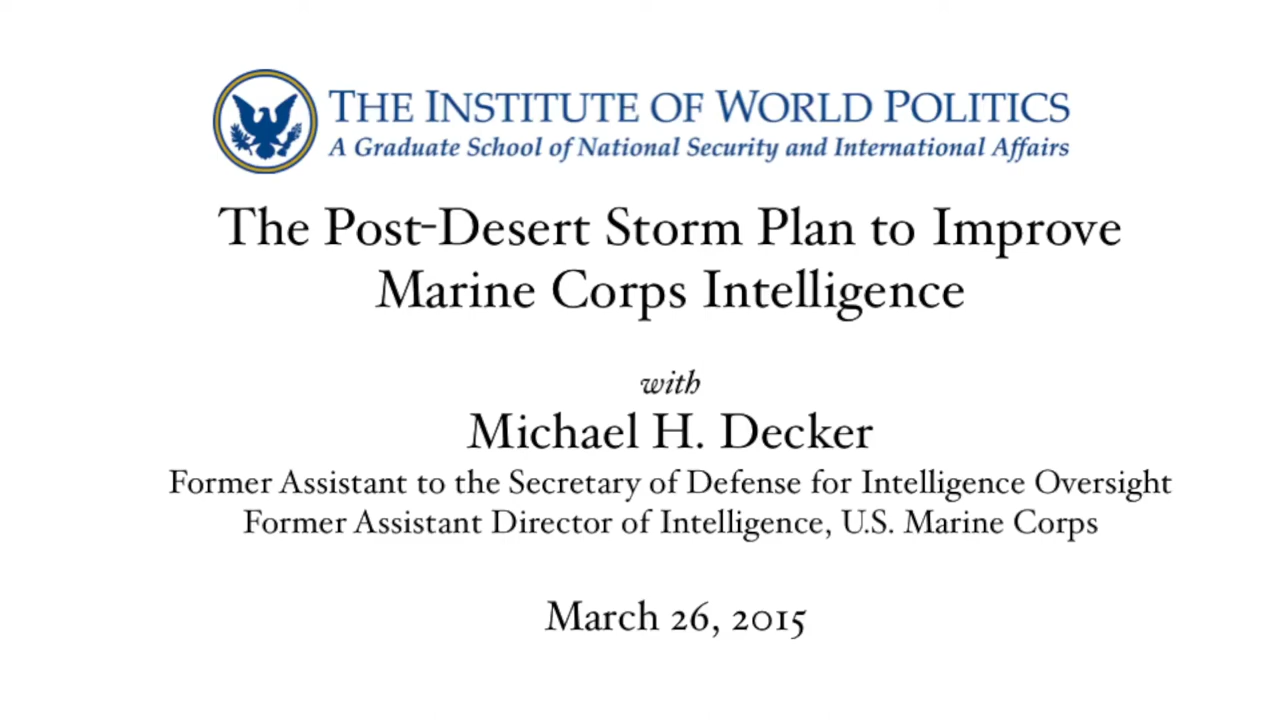 THE INSTITUTE OF WORLD POLITICS
A Graduate School of National Security and International Affairs
The Post-Desert Storm Plan to Improve
Marine Corps Intelligence
with
Michael H. Decker
Former Assistant to the Secretary of Defense for Intelligence Oversight
Former Assistant Director of Intelligence, U.S. Marine Corps
March 26, 2015